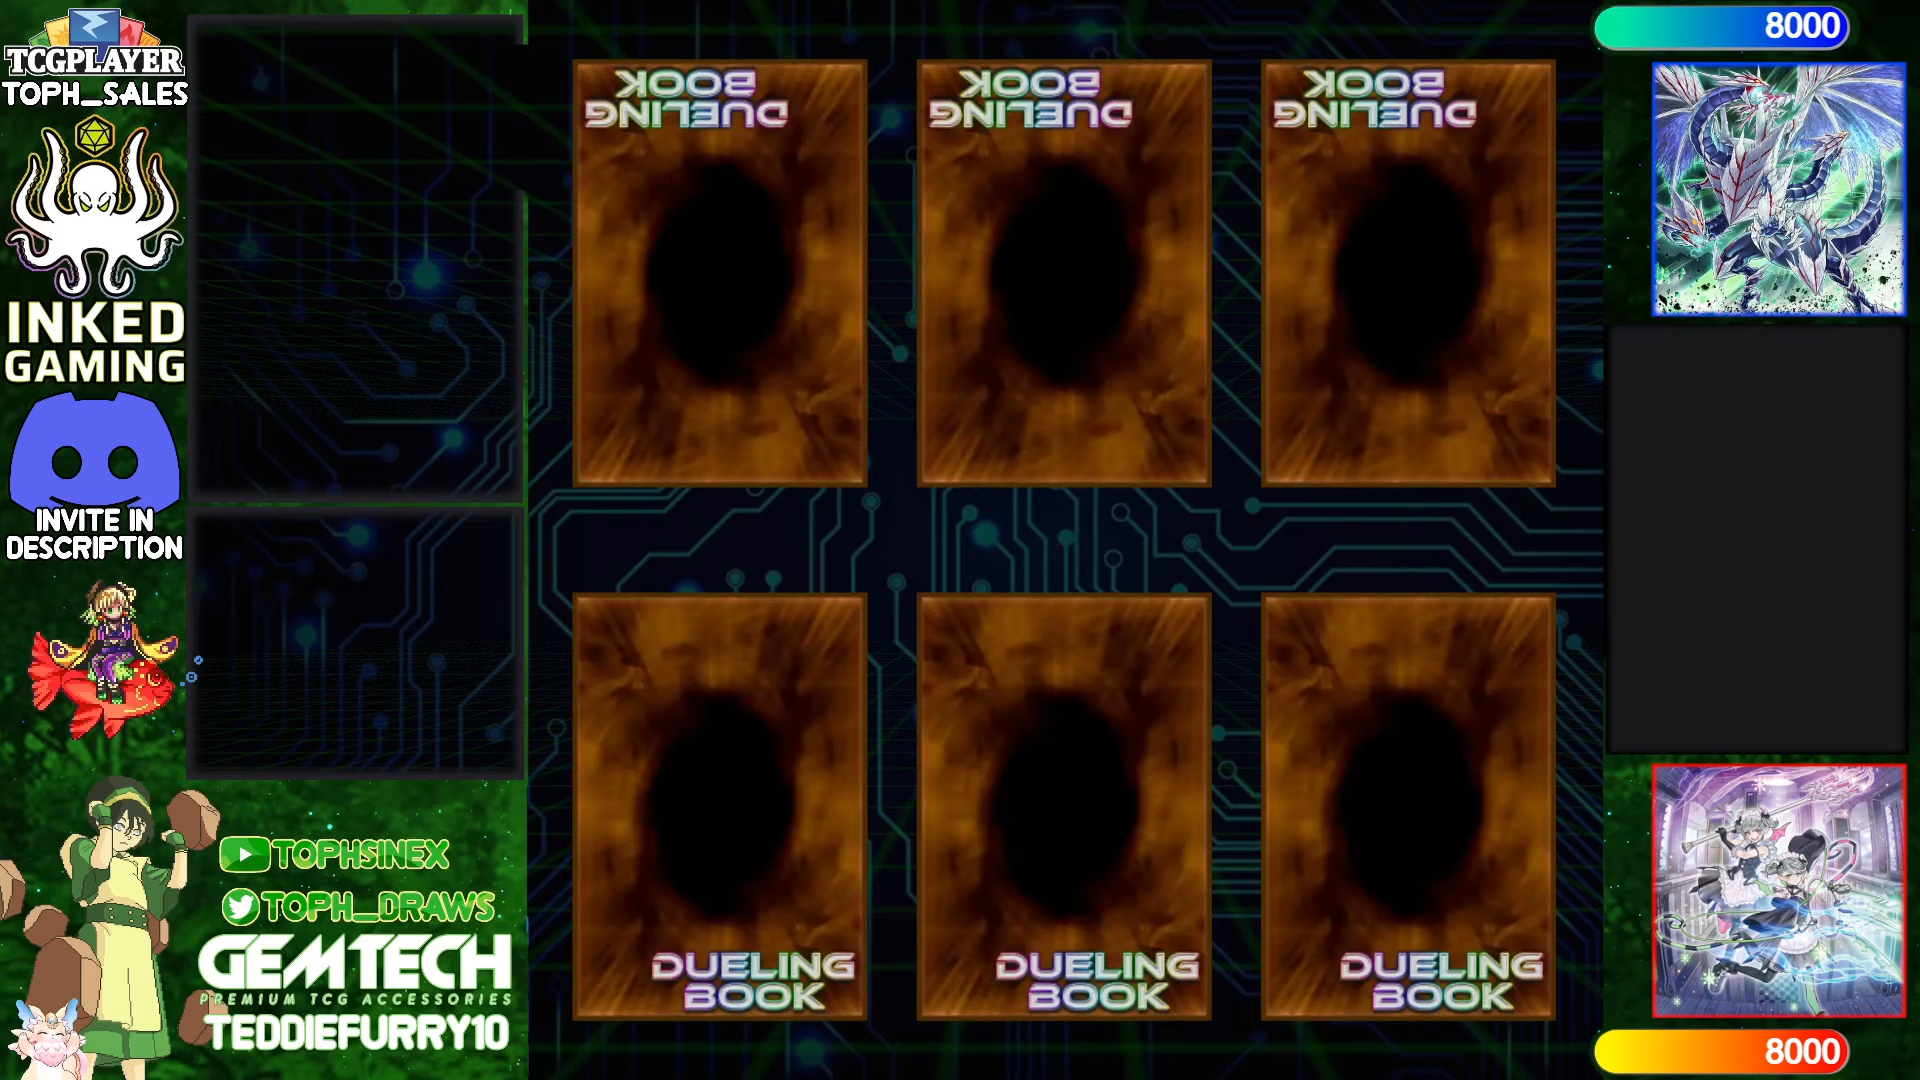 TCGPLAYER
TOPH_SALES
INKED
GAMING
INVITE IN
DESCRIPTION
TOPHSINEX
TOPH_DRAWS
GEMTECH
PREMIUM TCG ACCESSORIES
TEDDIEFURRY10
DUELING
BOOK
DUELING
BOOK
DUELING
BOOK
DUELING
BOOK
DUELING
BOOK
DUELING
BOOK
8000
8000